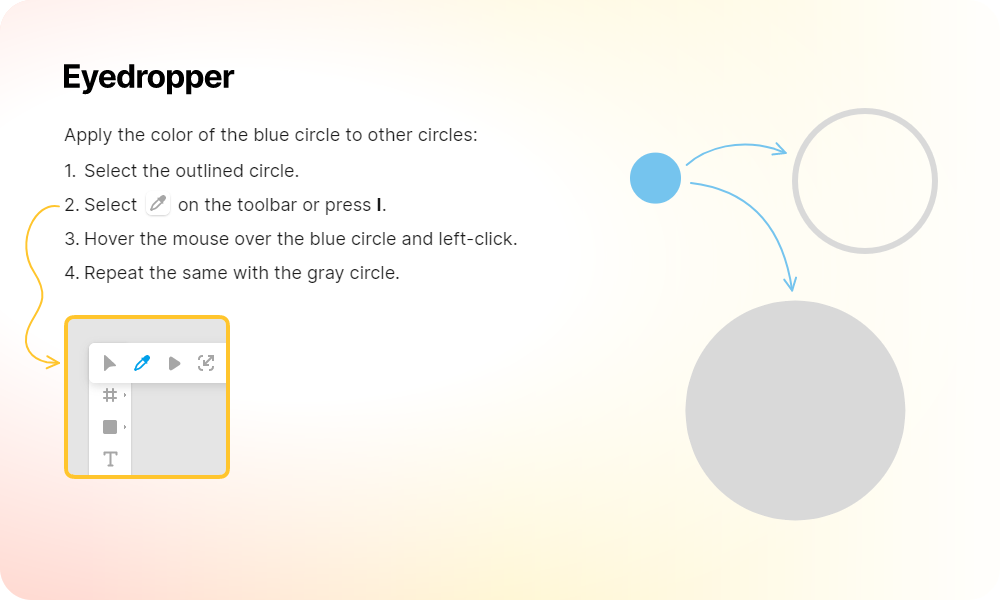 Eyedropper
Apply the color of the blue circle to other circles:
1. Select the outlined circle.
2. Select on the toolbar or press I.
3. Hover the mouse over the blue circle and left-click.
4. Repeat the same with the gray circle.
T